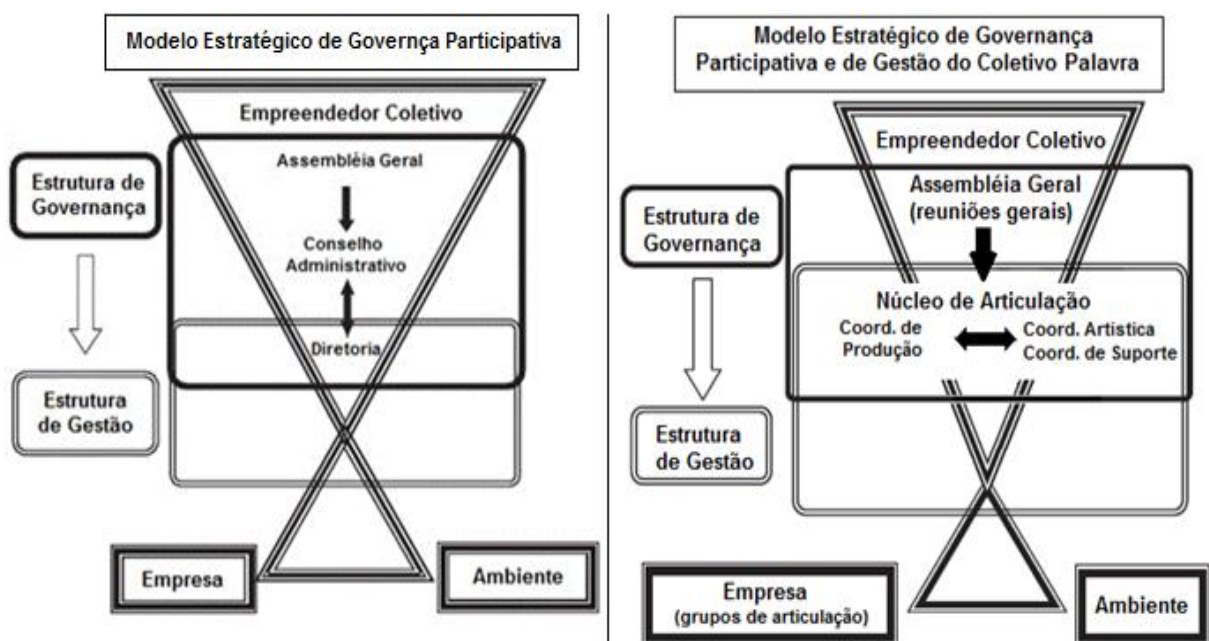 Modelo Estratégico de Governça Participativa
Empreendedor Coletivo
Assembléia Geral
Estrutura de
Governança
Conselho
Administrativo
Diretoria
Estrutura
de Gestão
Empresa
Ambiente
Modelo Estratégico de Governança
Participativa e de Gestão do Coletivo Palavra
Empreendedor Coletivo
Assembléia Geral
(reuniões gerais)
Estrutura de
Governança
Núcleo de Articulação
Coord. de
Produção
Coord. Artistica
Coord. de Suporte
Estrutura
de Gestão
Empresa
(grupos de articulação)
Ambiente